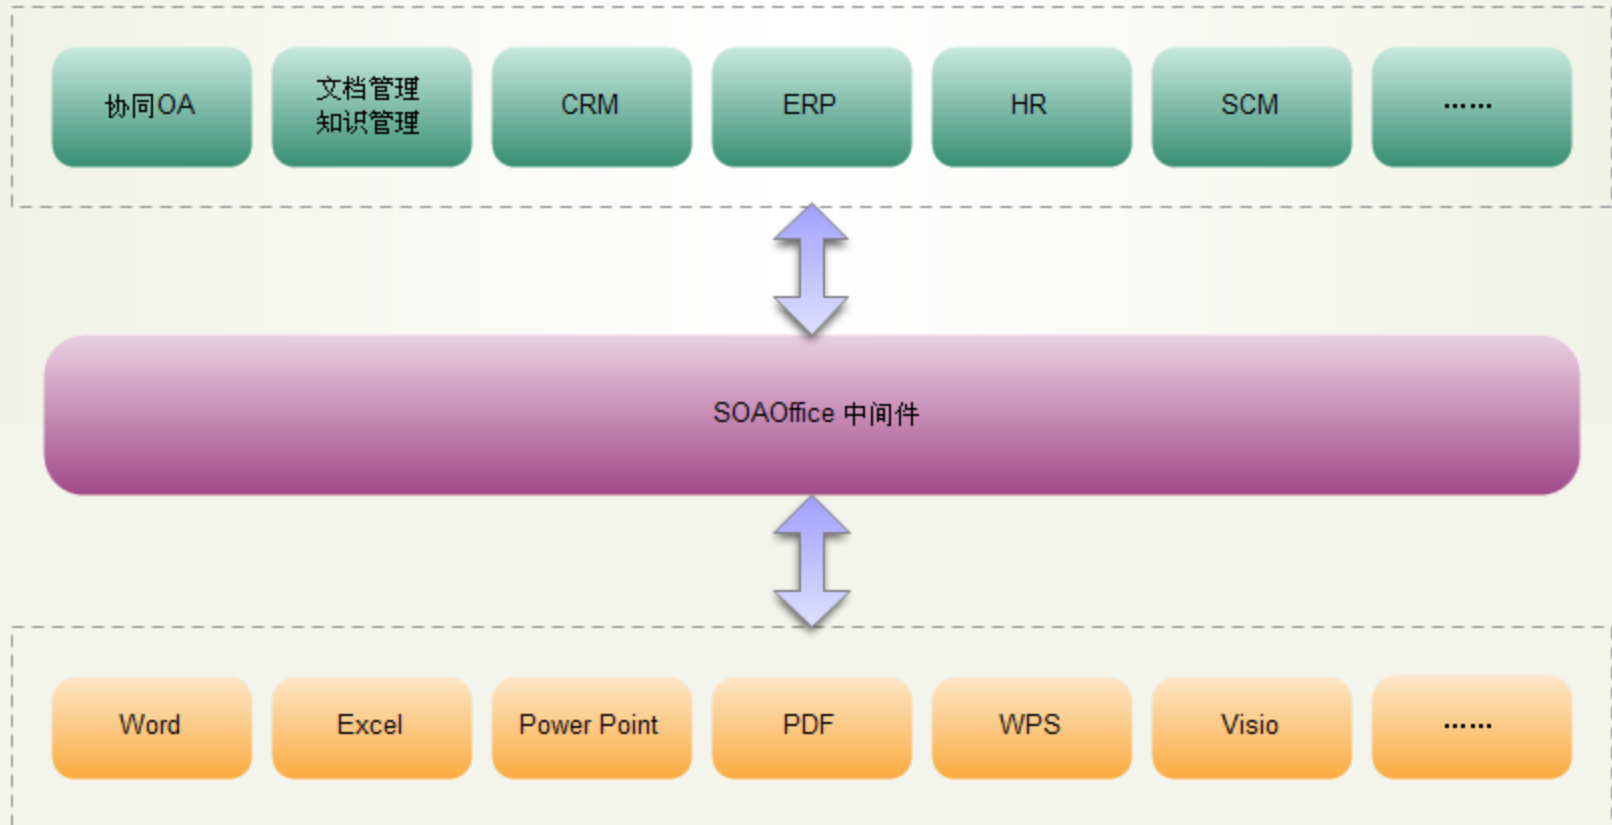 协同OA
文档管理
知识管理
CRM
ERP
HR
SCM
……
SOAOffice 中间件
Word
Excel
Power Point
PDF
WPS
Visio
……